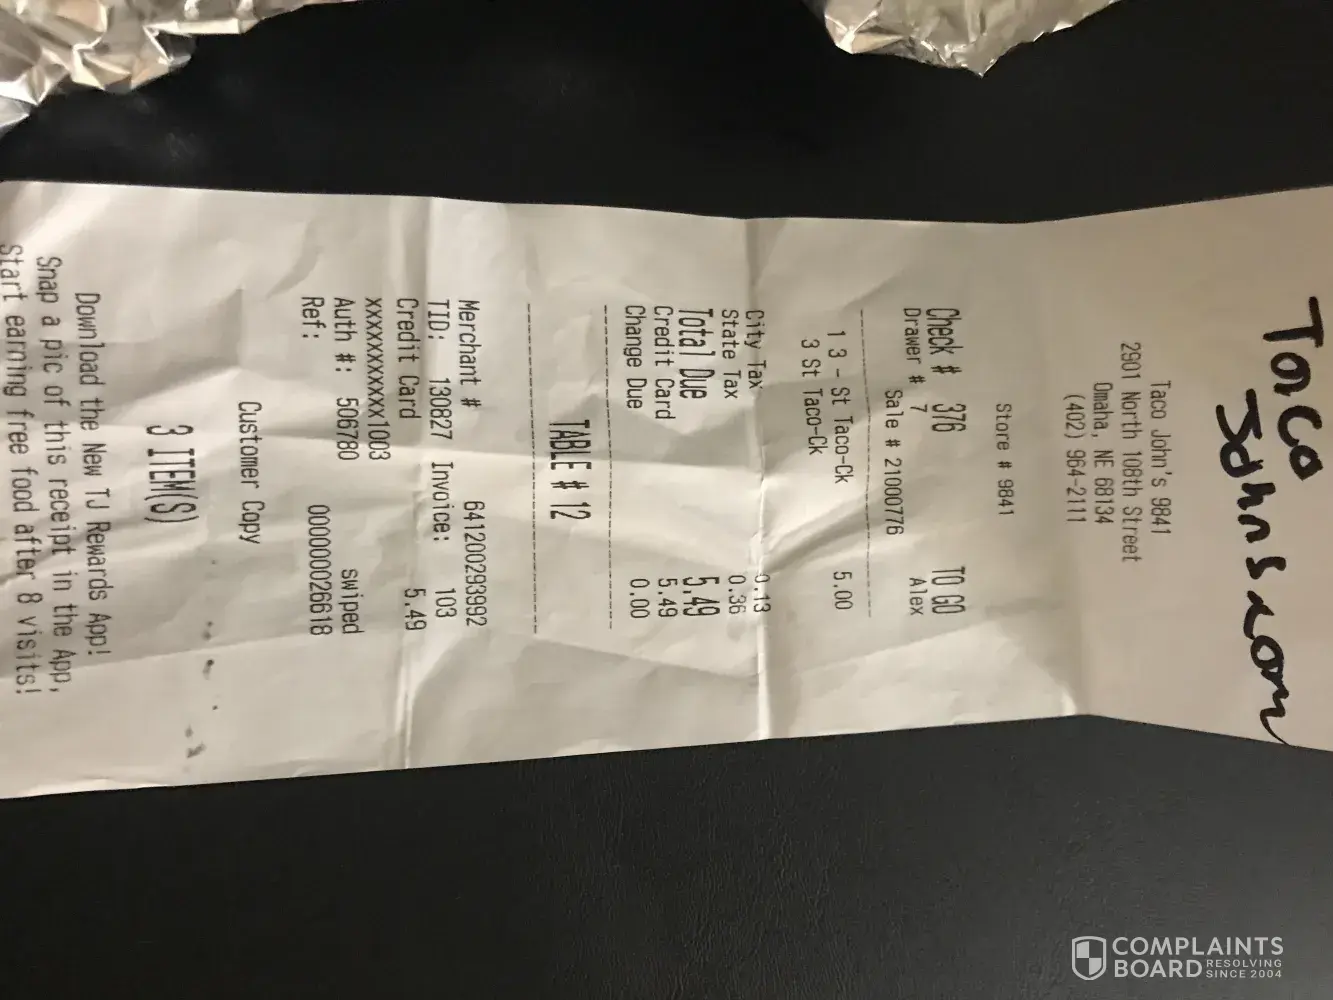 Taco
Johns.com
Taco John's 9841
2901 North 108th Street
Omaha, NE 68134
(402) 964-2111
Store # 9841
Check # 376 TO GO
Drawer # 7 Alex
Sale # 21000776
1 3 - St Taco-Ck 5.00
3 St Taco-Ck
City Tax 0.13
State Tax 0.36
Total Due 5.49
Credit Card 5.49
Change Due 0.00
TABLE # 12
Merchant # 641200293992
TID: 130827 Invoice: 103
Credit Card 5.49
XXXXXXXXXXXX1003
Auth #: 506780 swiped
Ref: 00000000026618
Customer Copy
3 ITEM(S)
Download the New TJ Rewards App!
Snap a pic of this receipt in the App,
Start earning free food after 8 visits!
COMPLAINTS
BOARD RESOLVING
SINCE 2004